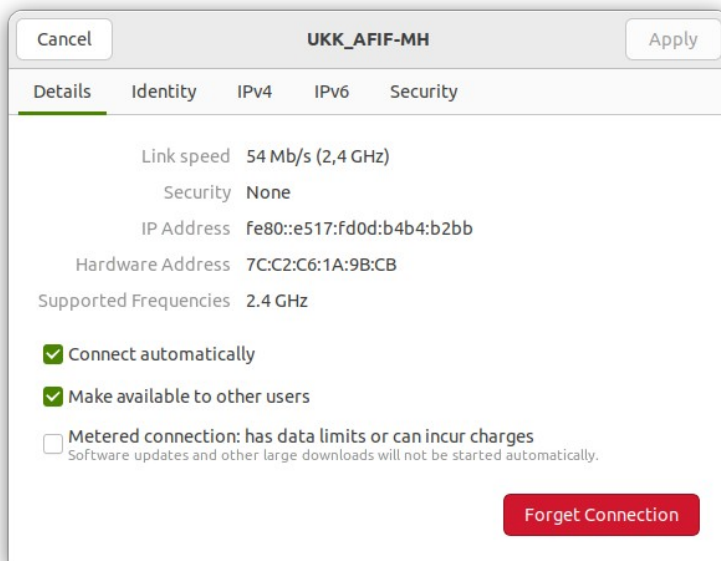 Cancel
UKK_AFIF-MH
Apply
Details Identity IPv4 IPv6 Security
Link speed 54 Mb/s (2,4 GHz)
Security None
IP Address fe80::e517:fd0d:b4b4:b2bb
Hardware Address 7C:C2:C6:1A:9B:CB
Supported Frequencies 2.4 GHz
Connect automatically
Make available to other users
Metered connection: has data limits or can incur charges
Software updates and other large downloads will not be started automatically.
Forget Connection